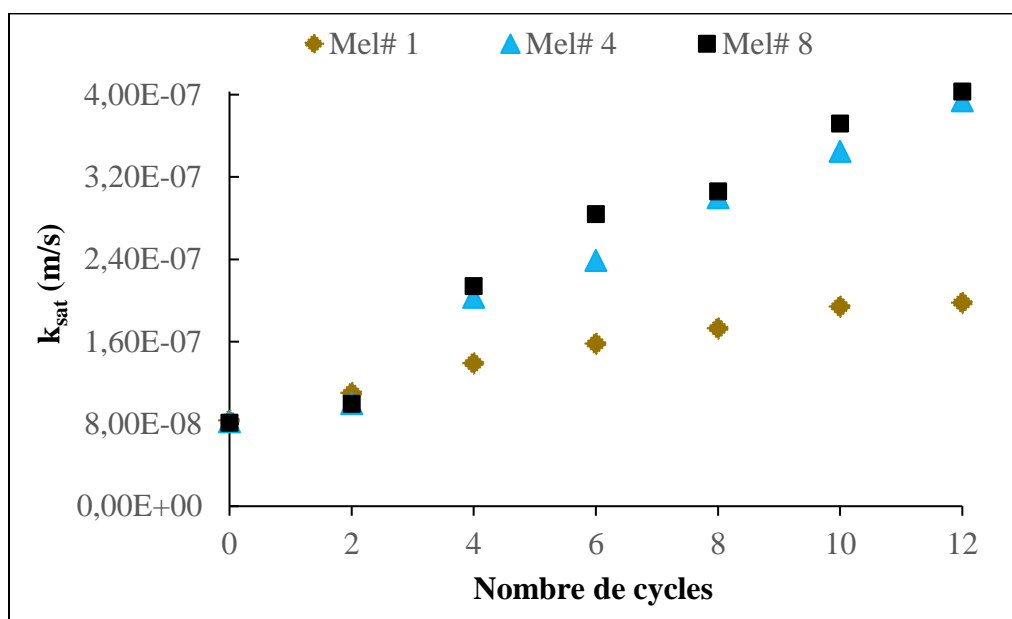 Mel# 1 Mel# 4 Mel# 8
4,00E-07
3,20E-07
2,40E-07
1,60E-07
8,00E-08
0,00E+00
k_sat (m/s)
0 2 4 6 8 10 12
Nombre de cycles